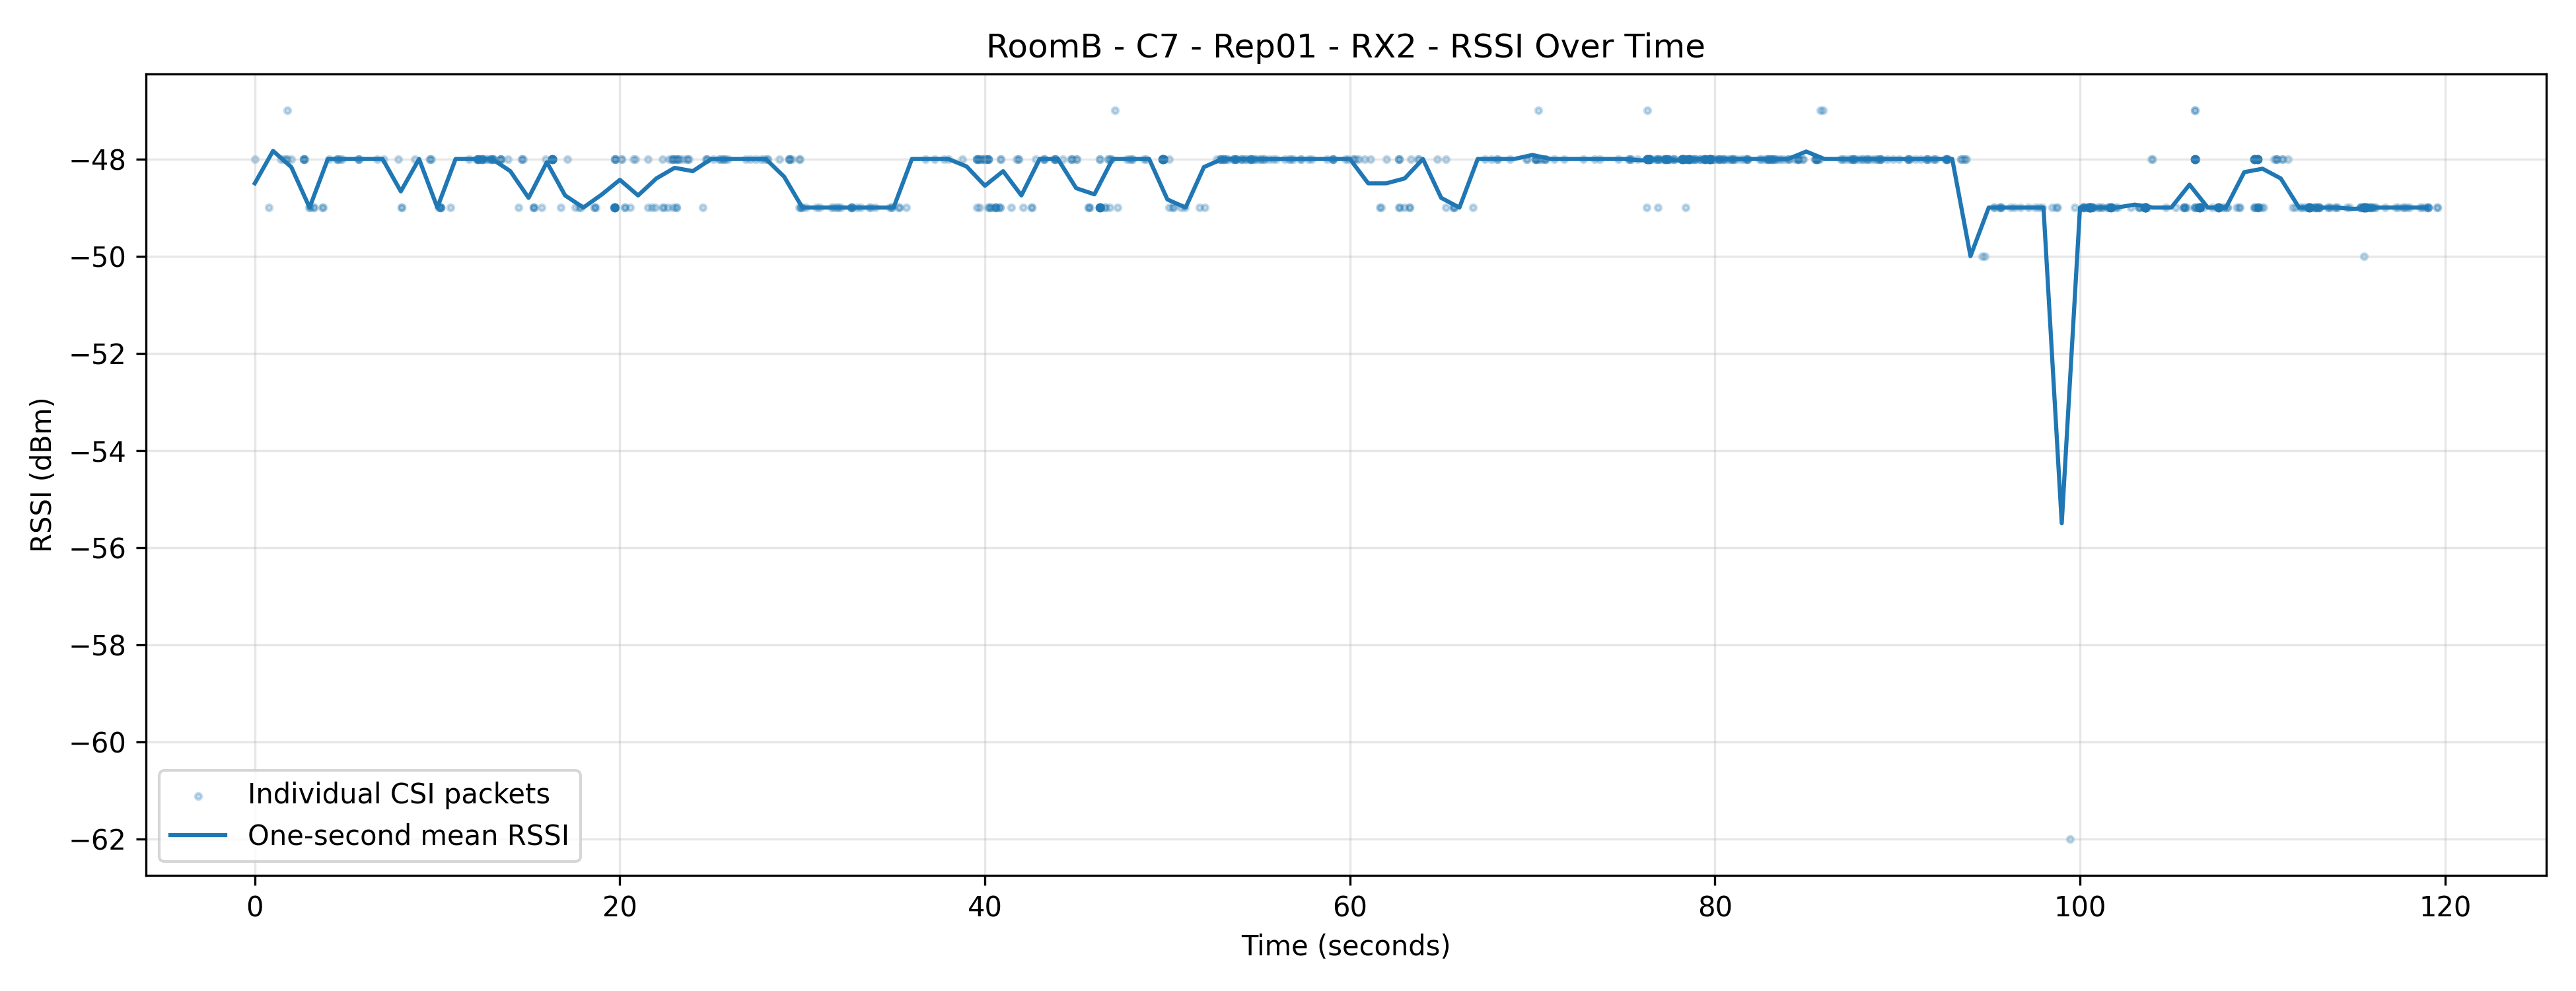 RoomB - C7 - Rep01 - RX2 - RSSI Over Time
RSSI (dBm)
−48
−50
−52
−54
−56
−58
−60
−62
Individual CSI packets
One-second mean RSSI
0 20 40 60 80 100 120
Time (seconds)